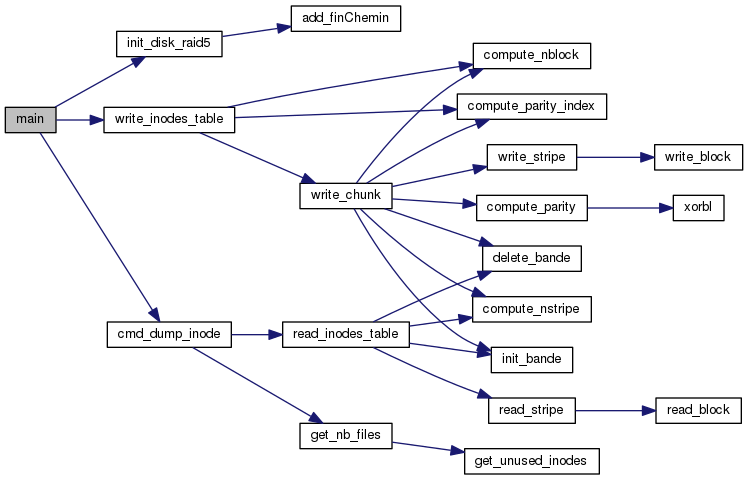 add_finChemin
init_disk_raid5
compute_nblock
compute_parity_index
main
write_inodes_table
write_stripe
write_block
write_chunk
compute_parity
xorbl
delete_bande
compute_nstripe
cmd_dump_inode
read_inodes_table
init_bande
read_stripe
read_block
get_nb_files
get_unused_inodes